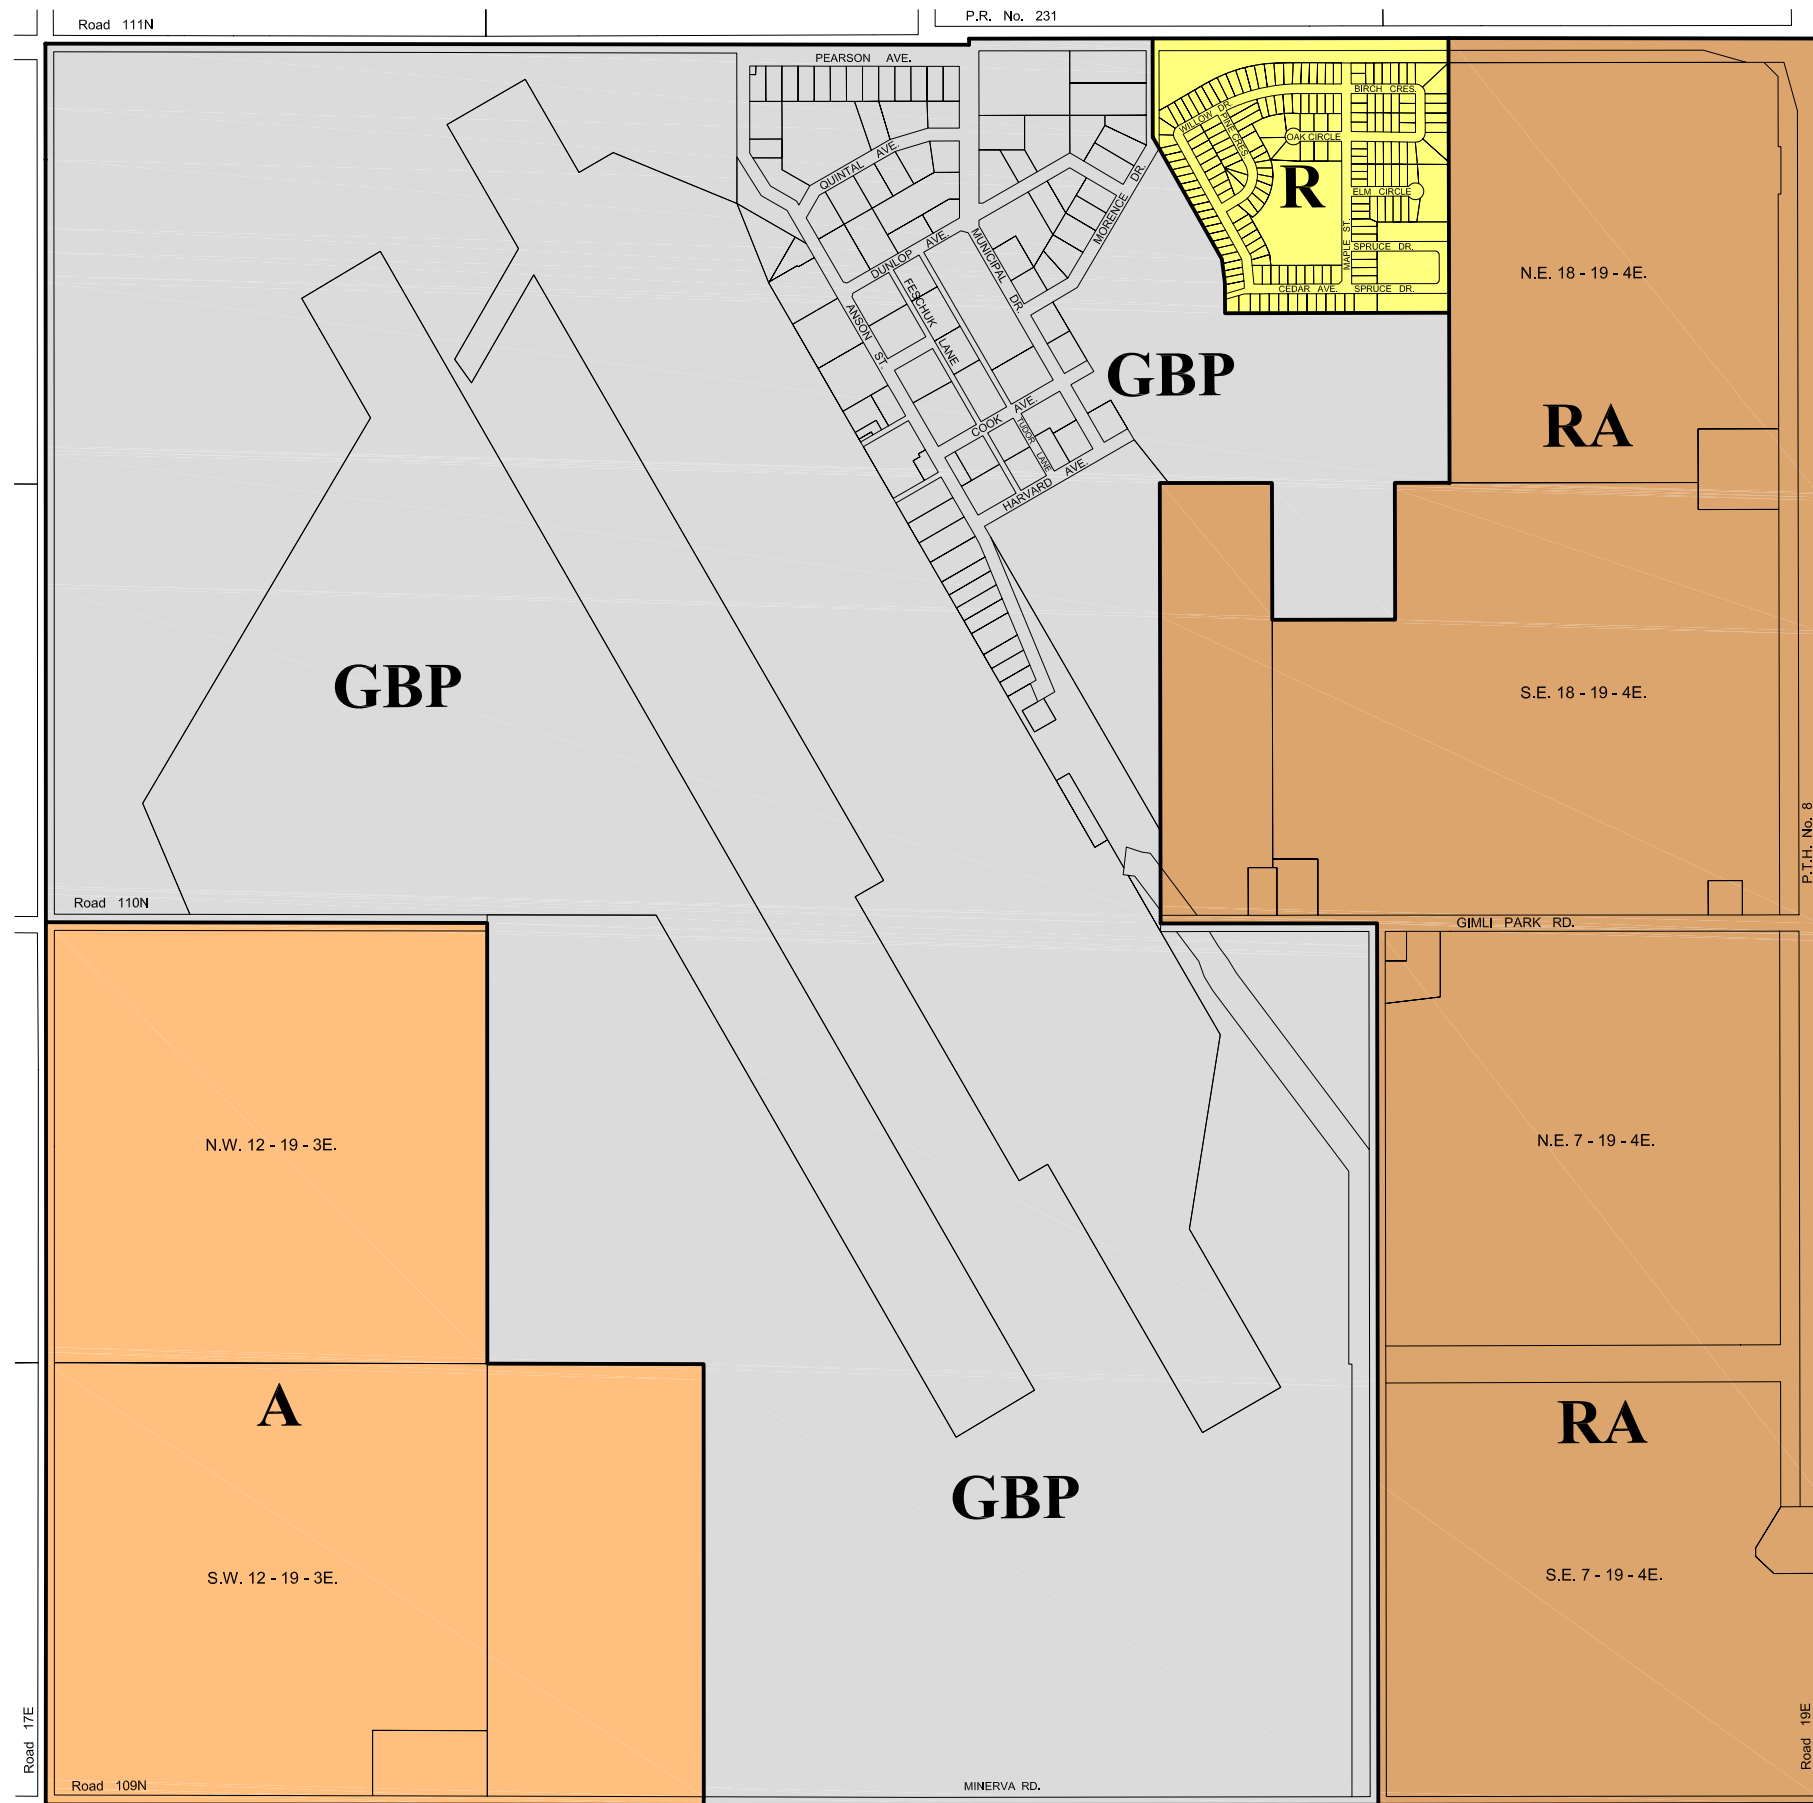 Road 111N
P.R. No. 231
PEARSON AVE.
QUINTAL AVE.
DUNLOP AVE.
MUNICIPAL DR.
MORENCE DR.
FESCHUK LANE
ANSON ST.
COOK AVE.
TUDOR LANE
HARVARD AVE.
WILLOW DR.
PINE CRES.
BIRCH CRES.
OAK CIRCLE
R
ELM CIRCLE
MAPLE ST.
SPRUCE DR.
CEDAR AVE.
SPRUCE DR.
N.E. 18 - 19 - 4E.
GBP
RA
GBP
S.E. 18 - 19 - 4E.
P.T.H. No. 8
Road 110N
GIMLI PARK RD.
N.W. 12 - 19 - 3E.
N.E. 7 - 19 - 4E.
A
RA
GBP
S.W. 12 - 19 - 3E.
S.E. 7 - 19 - 4E.
Road 17E
Road 19E
Road 109N
MINERVA RD.